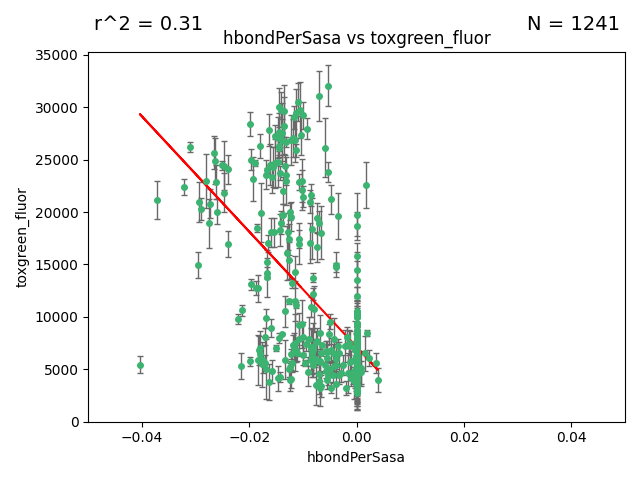 r^2 = 0.31
N = 1241
hbondPerSasa vs toxgreen_fluor
35000
30000
25000
20000
15000
10000
5000
0
toxgreen_fluor
−0.04
−0.02
0.00
0.02
0.04
hbondPerSasa